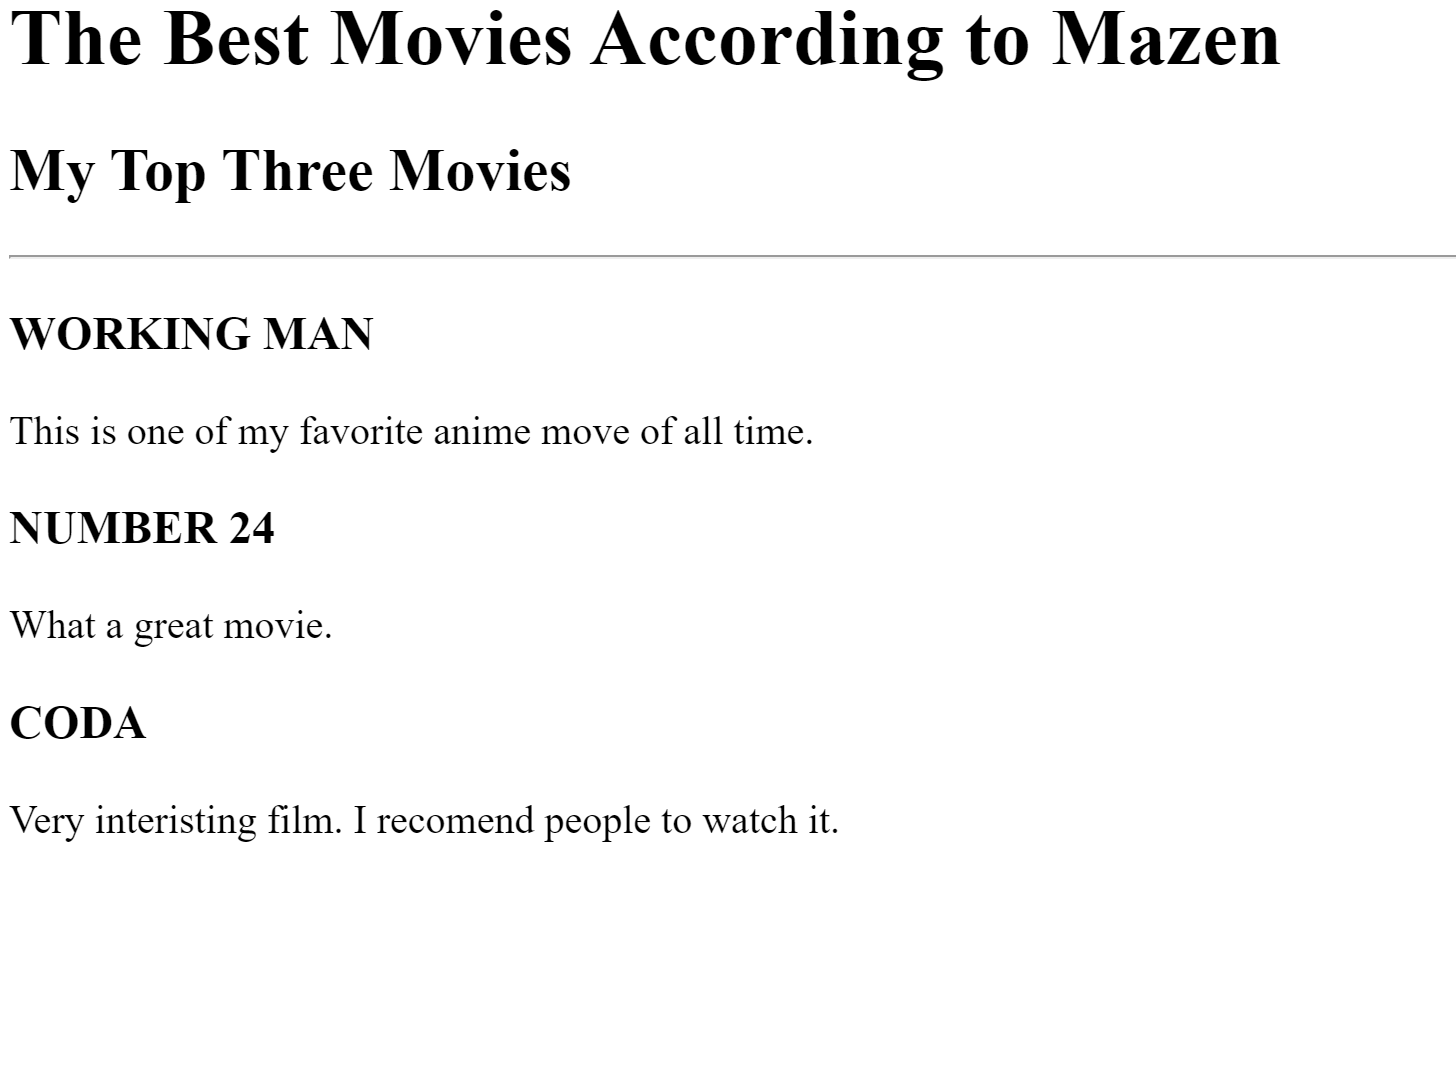 The Best Movies According to Mazen
My Top Three Movies
WORKING MAN
This is one of my favorite anime move of all time.
NUMBER 24
What a great movie.
CODA
Very interisting film. I recomend people to watch it.